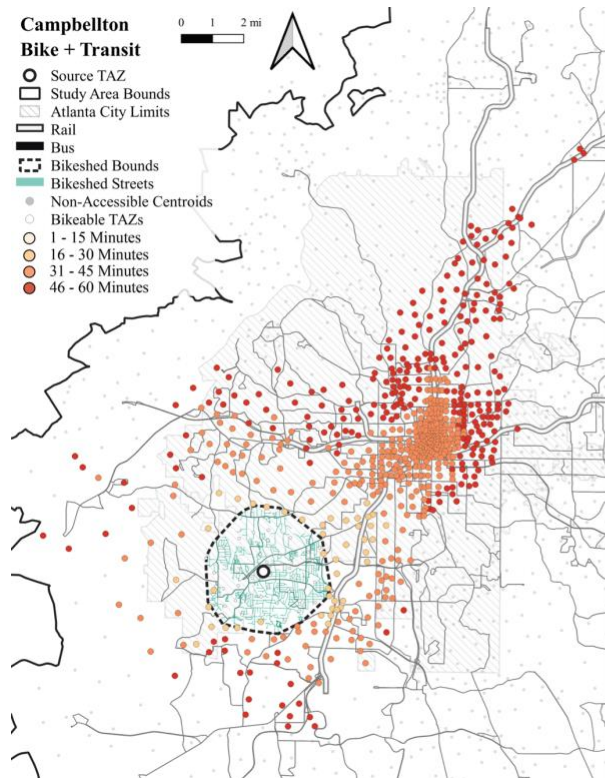 Campbellton
Bike + Transit
0 1 2 mi
Source TAZ
Study Area Bounds
Atlanta City Limits
Rail
Bus
Bikeshed Bounds
Bikeshed Streets
Non-Accessible Centroids
Bikeable TAZs
1 - 15 Minutes
16 - 30 Minutes
31 - 45 Minutes
46 - 60 Minutes